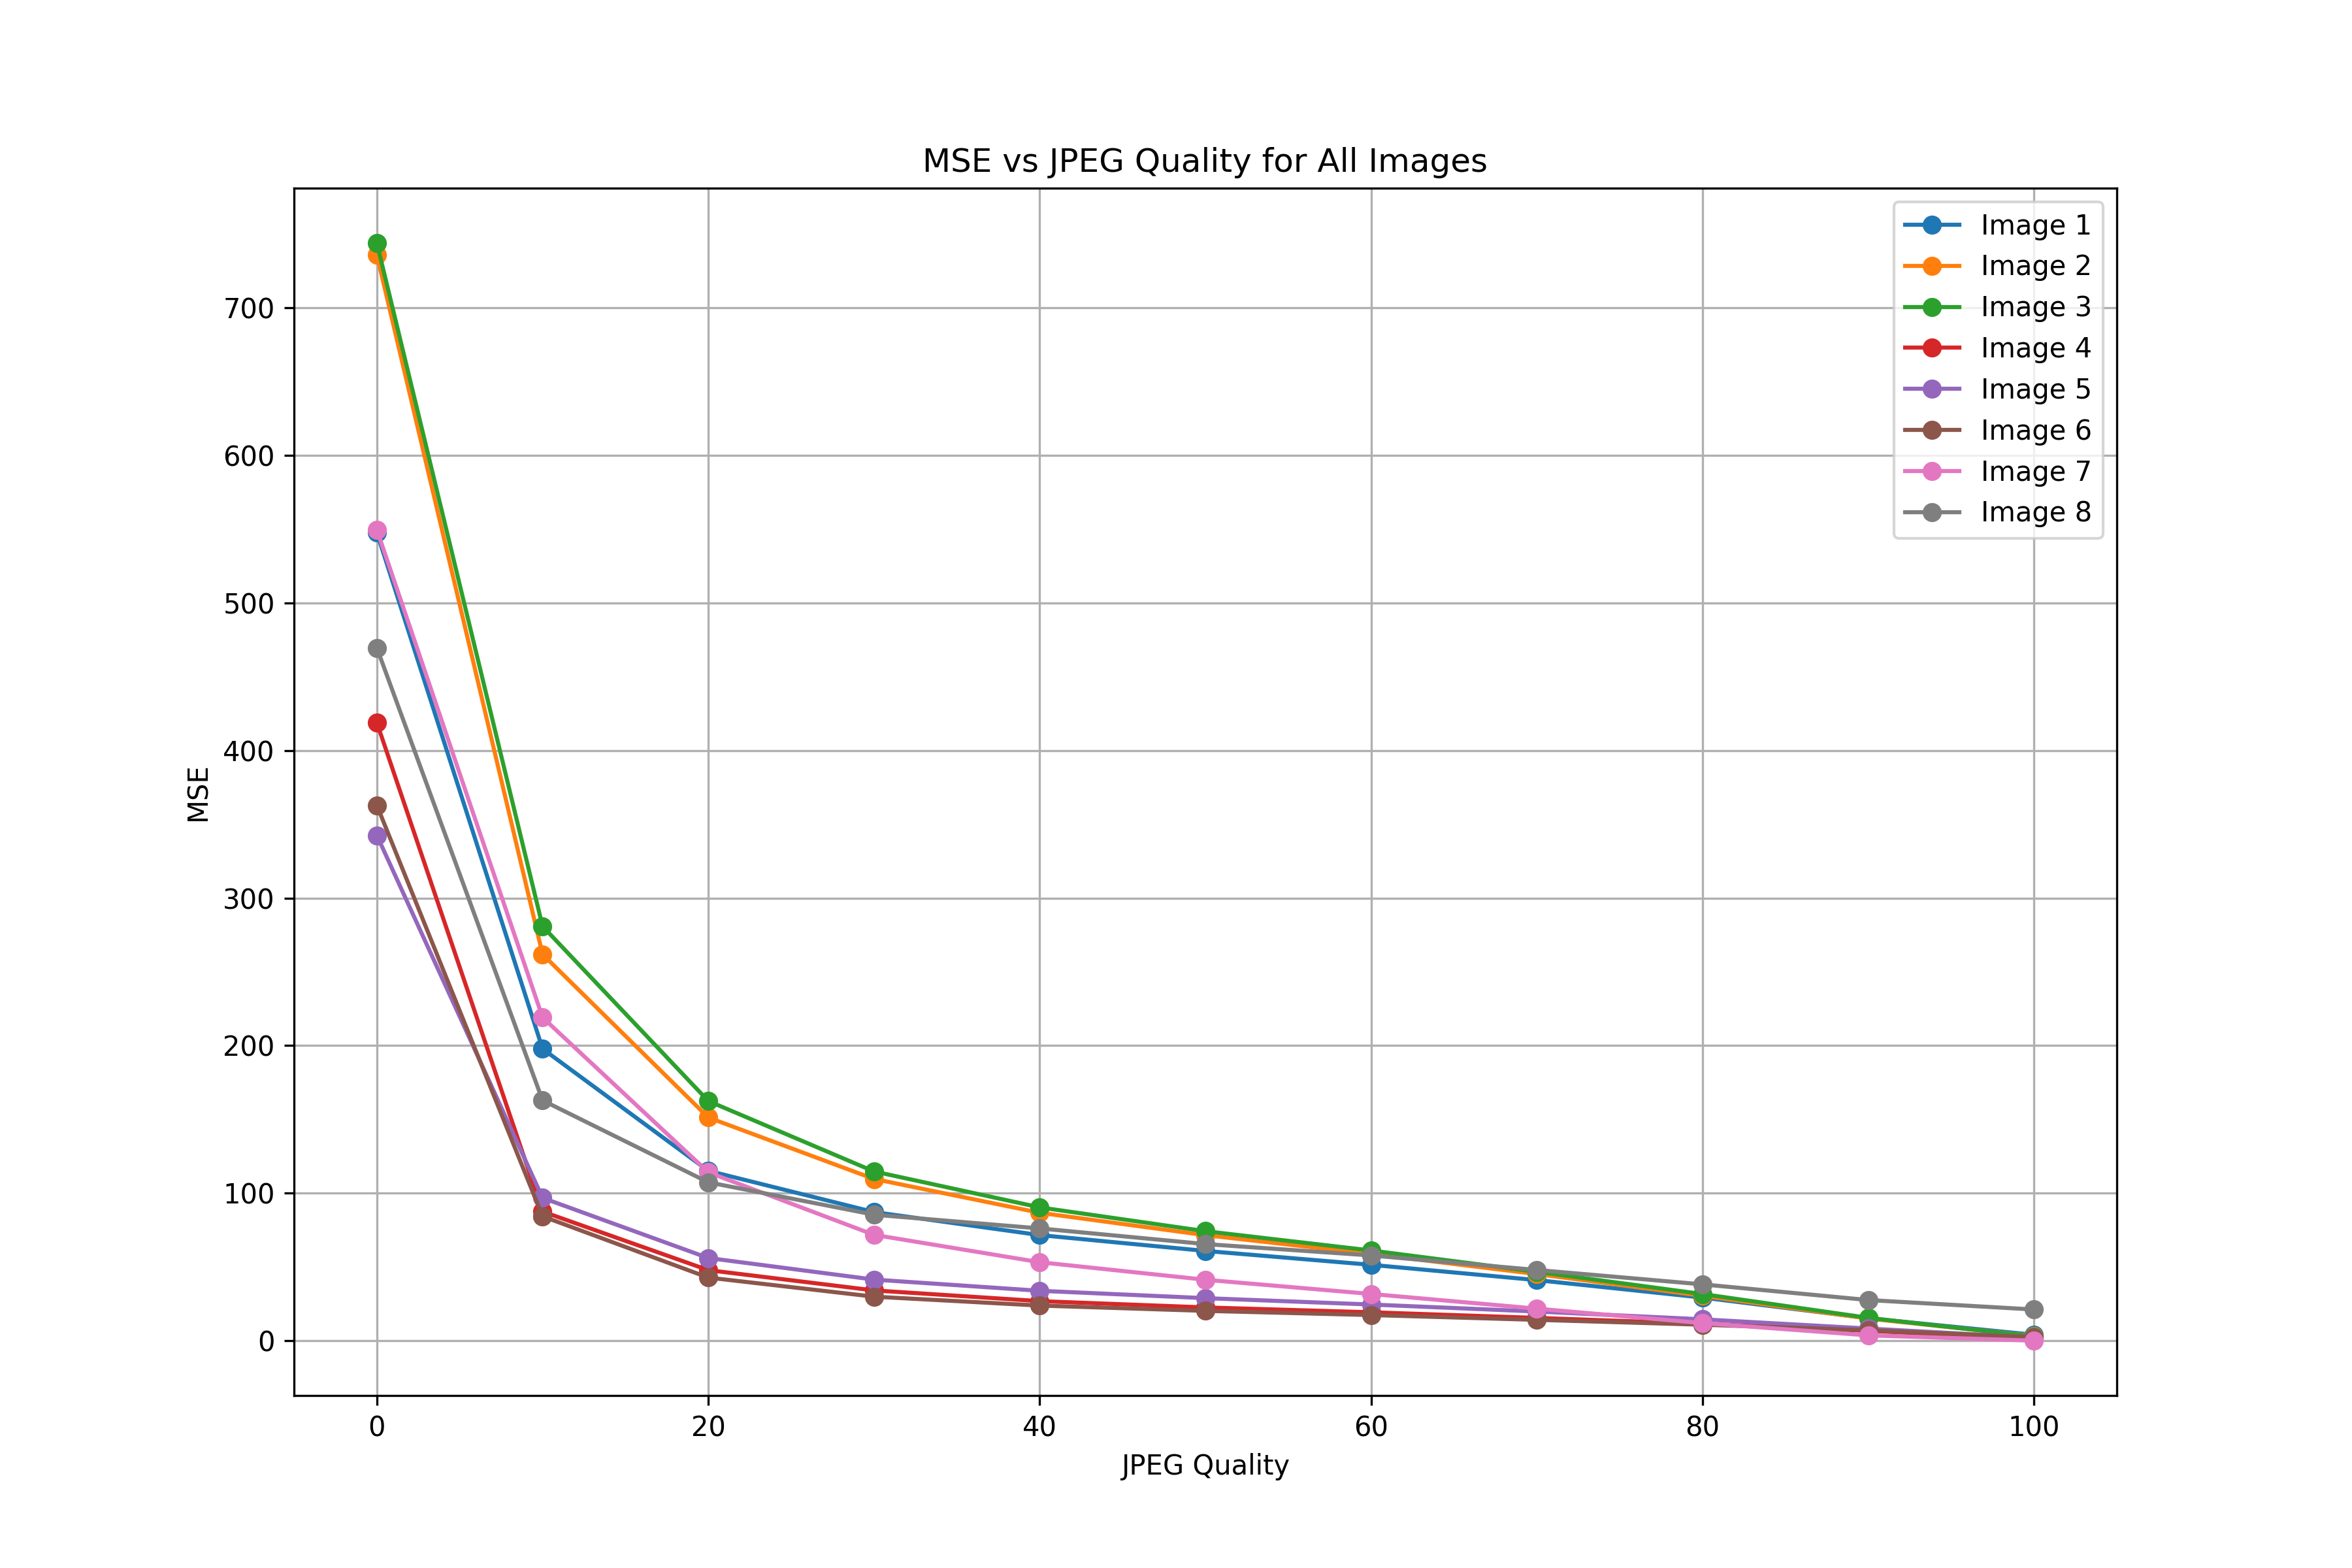 MSE vs JPEG Quality for All Images
Image 1
Image 2
Image 3
Image 4
Image 5
Image 6
Image 7
Image 8
MSE
700
600
500
400
300
200
100
0
0 20 40 60 80 100
JPEG Quality